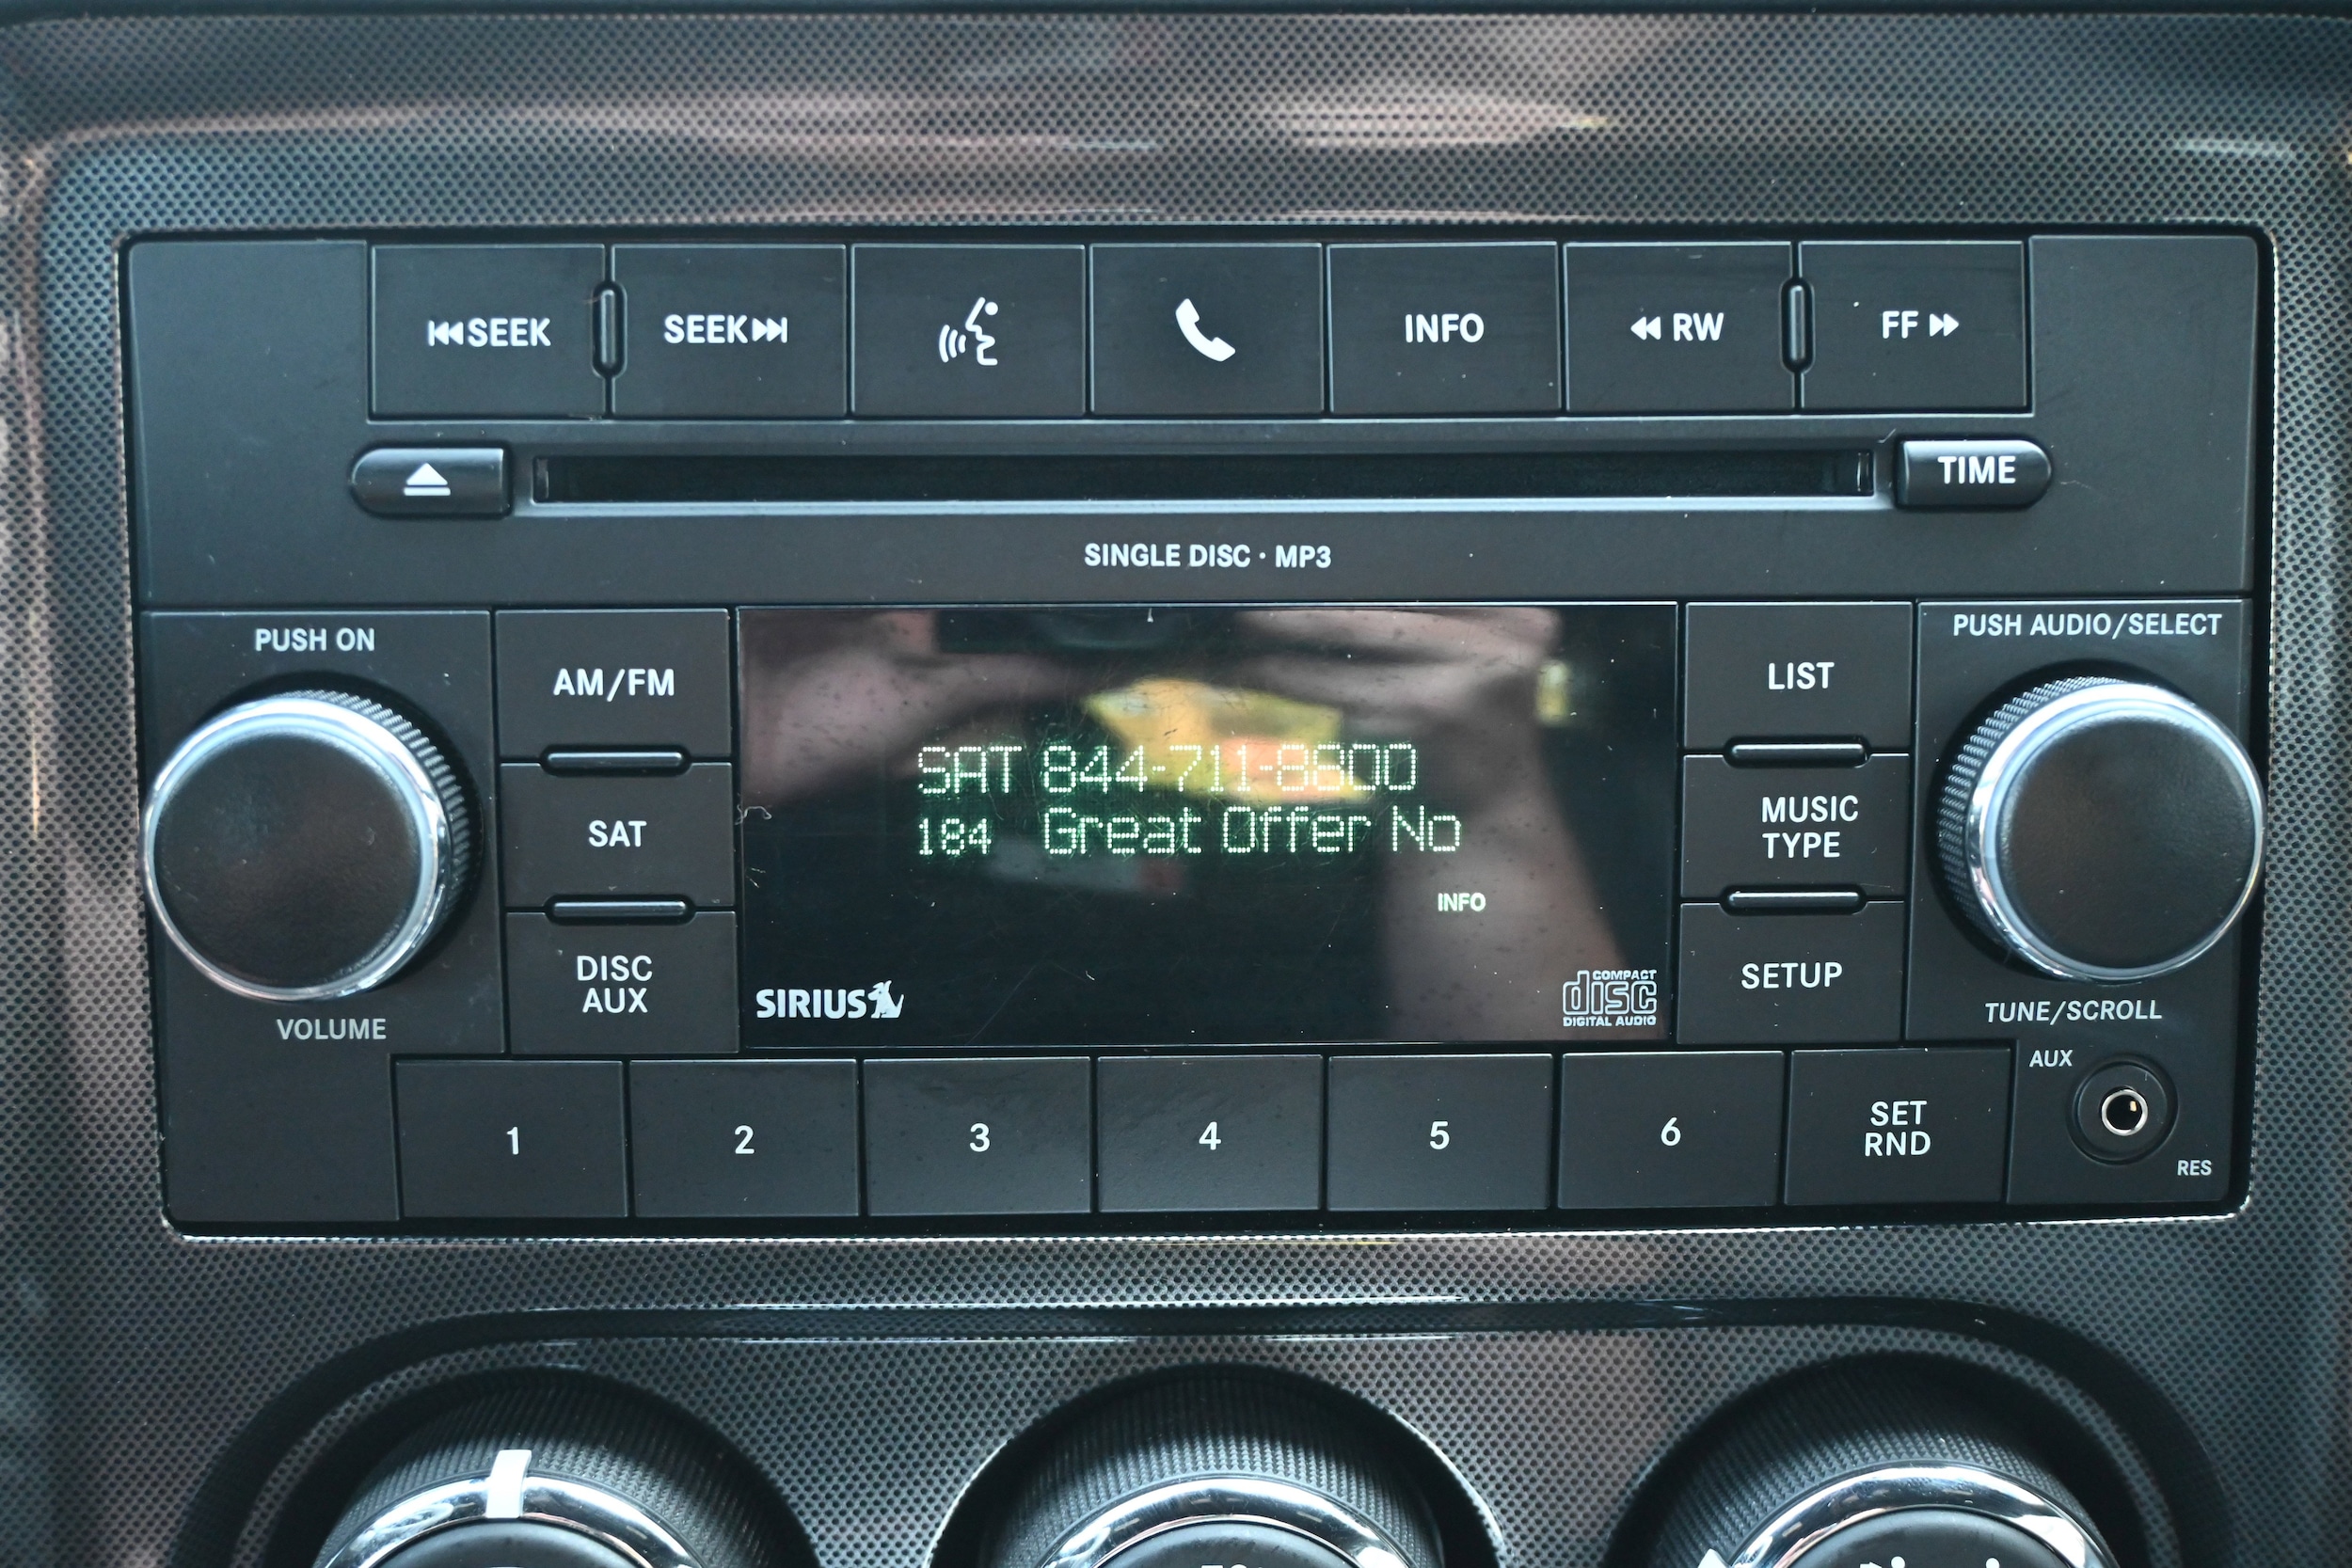 SEEK
SEEK
INFO
RW
FF
TIME
SINGLE DISC · MP3
PUSH ON
VOLUME
AM/FM
SAT
DISC
AUX
SAT 844-711-8800
184 Great Offer No
INFO
SIRIUS
COMPACT
disc
DIGITAL AUDIO
LIST
MUSIC
TYPE
SETUP
PUSH AUDIO/SELECT
TUNE/SCROLL
AUX
RES
1
2
3
4
5
6
SET
RND